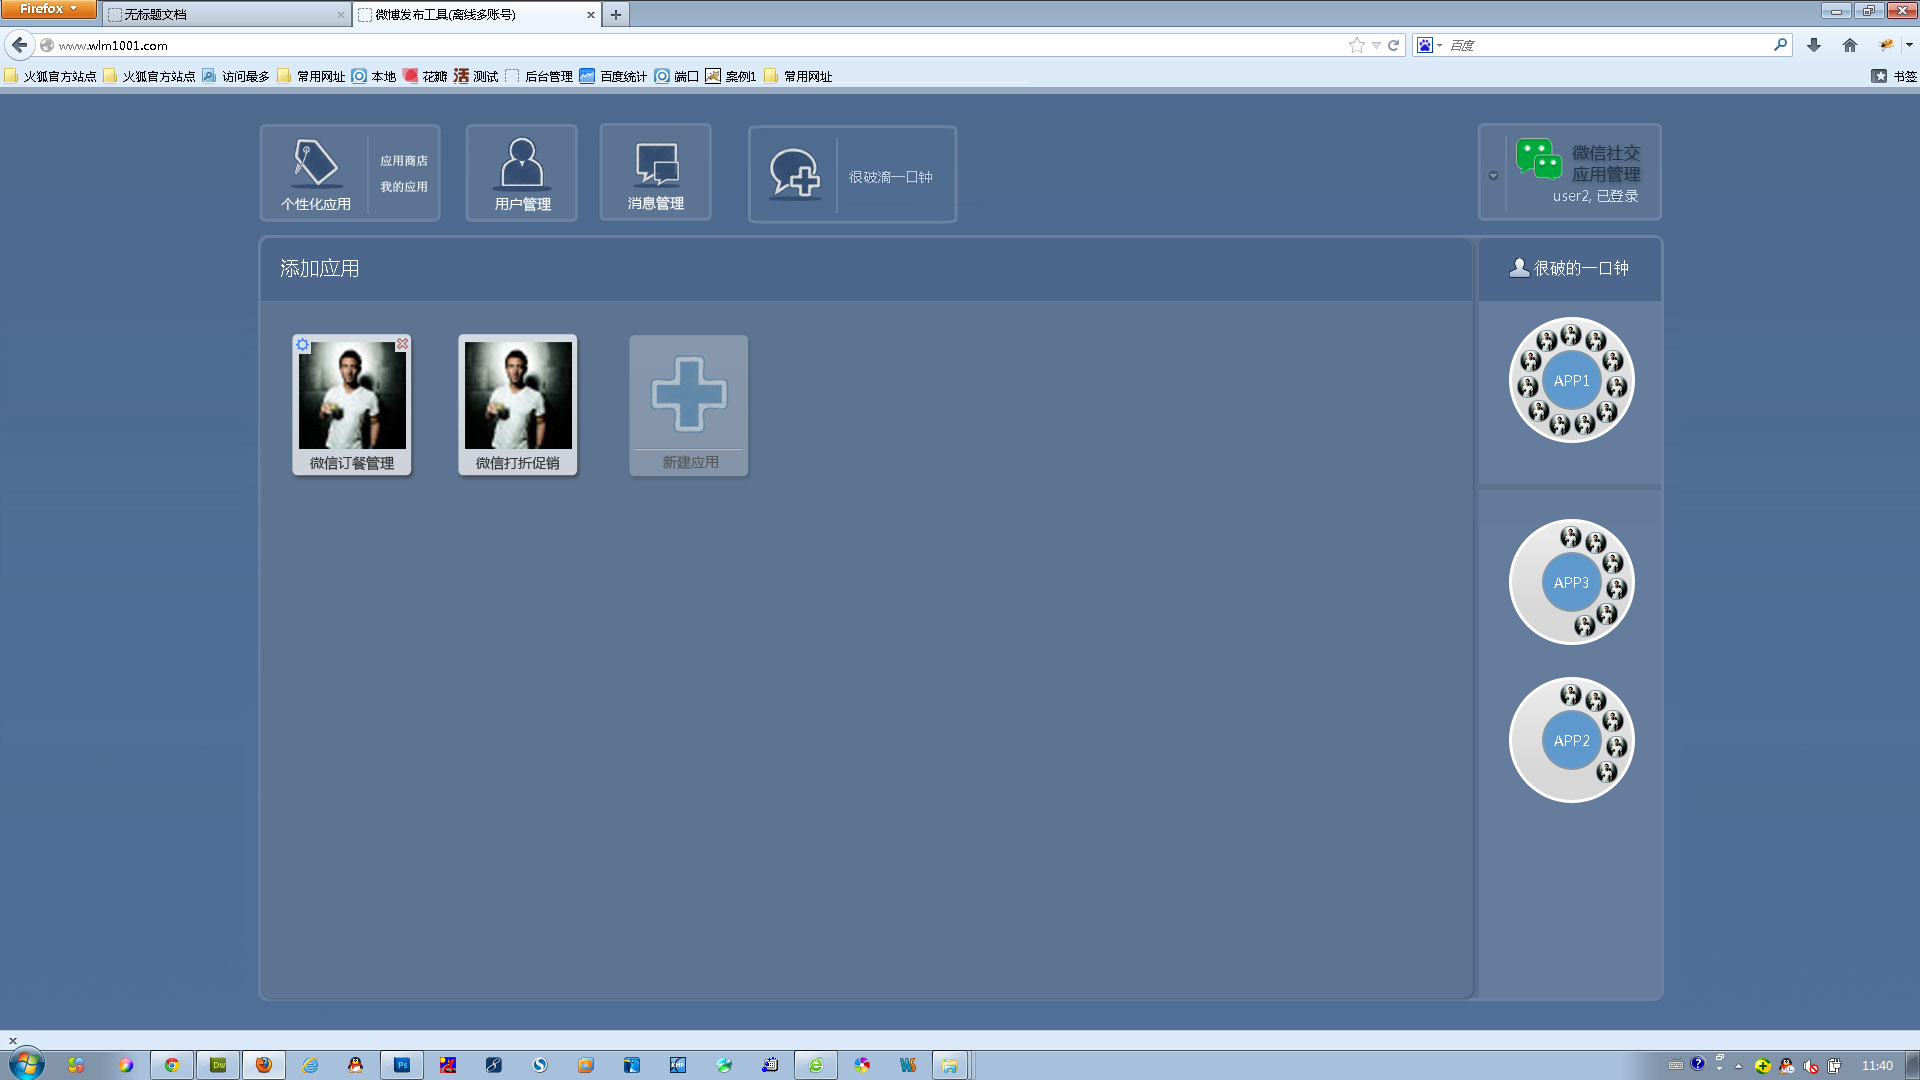 Firefox
无标题文档
微博发布工具(离线多账号)
www.wlm1001.com
百度
火狐官方站点
火狐官方站点
访问最多
常用网址
本地
花瓣
活 测试
后台管理
百度统计
端口
案例1
常用网址
书签
个性化应用
应用商店
我的应用
用户管理
消息管理
很破滴一口钟
微信社交
应用管理
user2, 已登录
添加应用
很破的一口钟
微信订餐管理
微信打折促销
新建应用
APP1
APP3
APP2
Dw
Ps
XMP
11:40